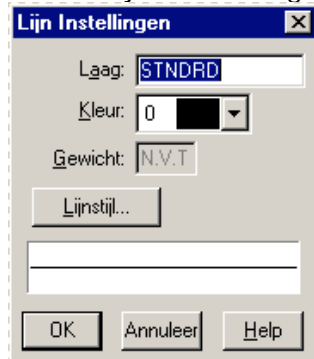 Lijn Instellingen
Laag: STNDRD
Kleur: 0
Gewicht: N.V.T
Lijnstijl...
OK Annuleer Help